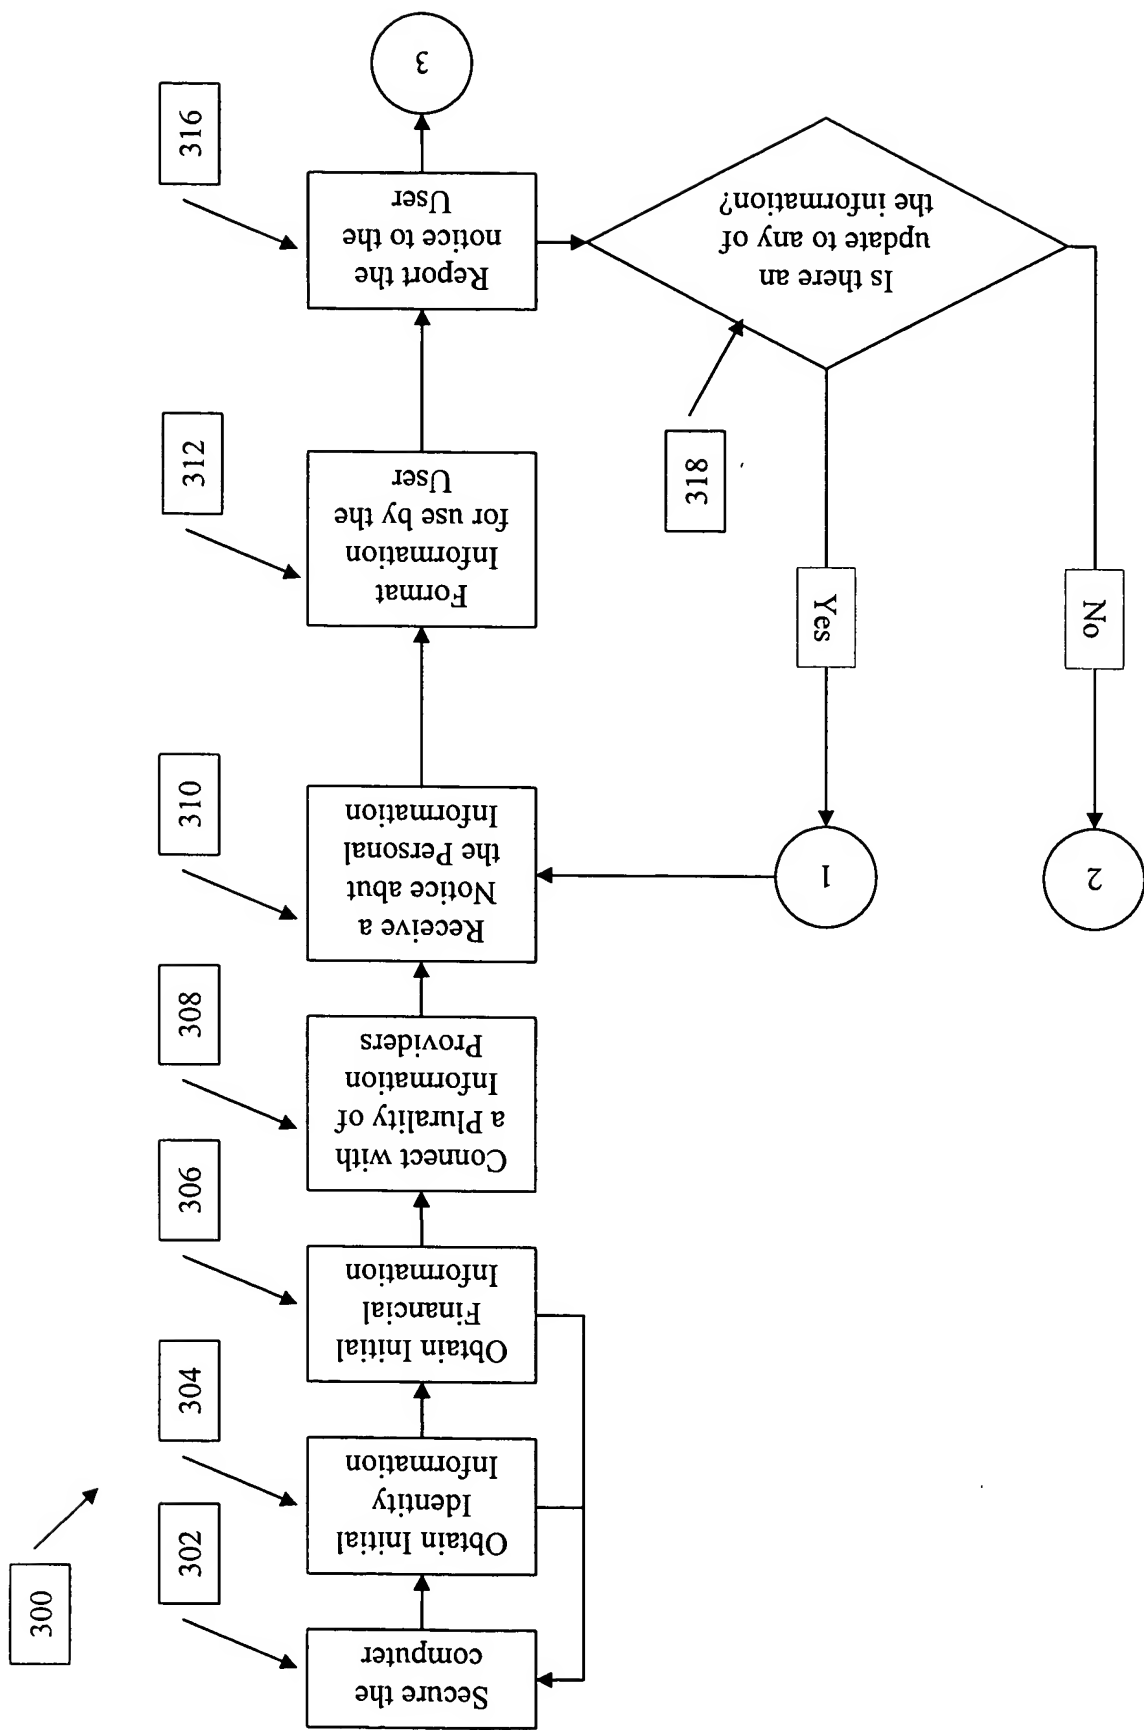 300
302
Secure the
computer
304
Obtain Initial
Identity
Information
306
Obtain Initial
Financial
Information
308
Connect with
a Plurality of
Information
Providers
310
Receive a
Notice abut
the Personal
Information
312
Format
Information
for use by the
User
316
Report the
notice to the
User
3
318
Is there an
update to any of
the information?
Yes
1
No
2